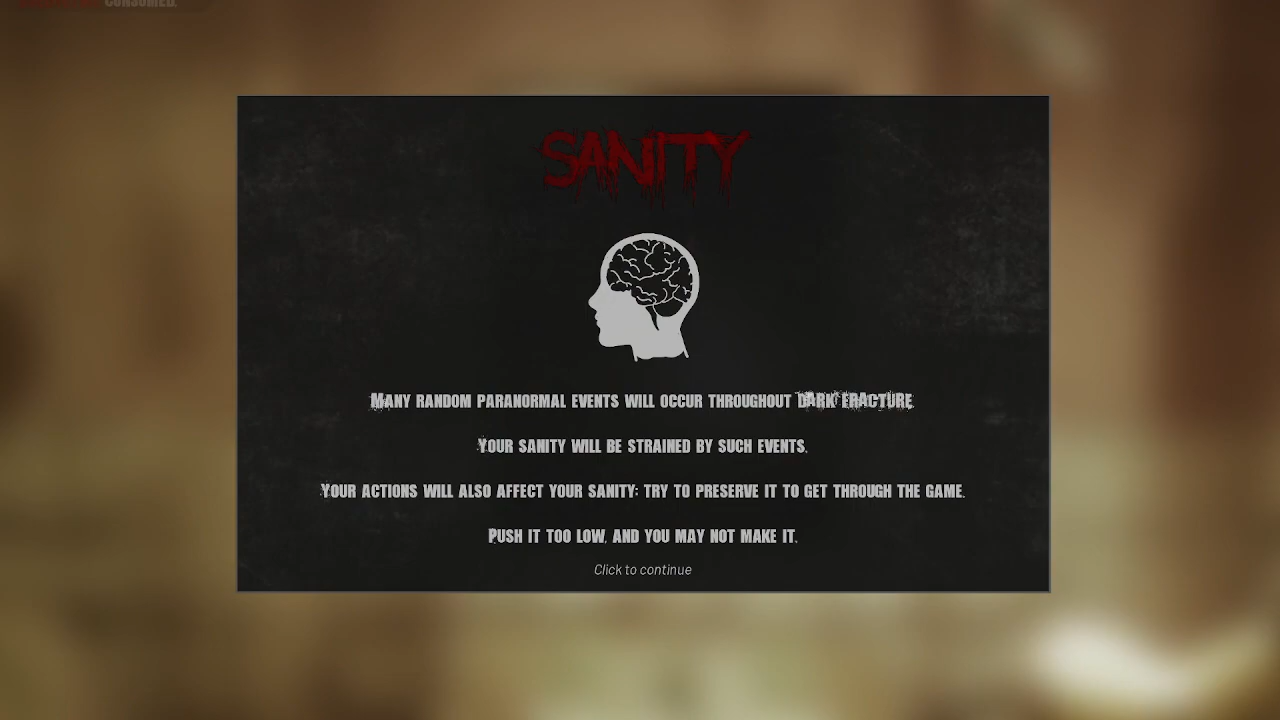 CONSUMED.
SANITY
MANY RANDOM PARANORMAL EVENTS WILL OCCUR THROUGHOUT DARK FRACTURE.
YOUR SANITY WILL BE STRAINED BY SUCH EVENTS.
YOUR ACTIONS WILL ALSO AFFECT YOUR SANITY; TRY TO PRESERVE IT TO GET THROUGH THE GAME.
PUSH IT TOO LOW, AND YOU MAY NOT MAKE IT.
Click to continue